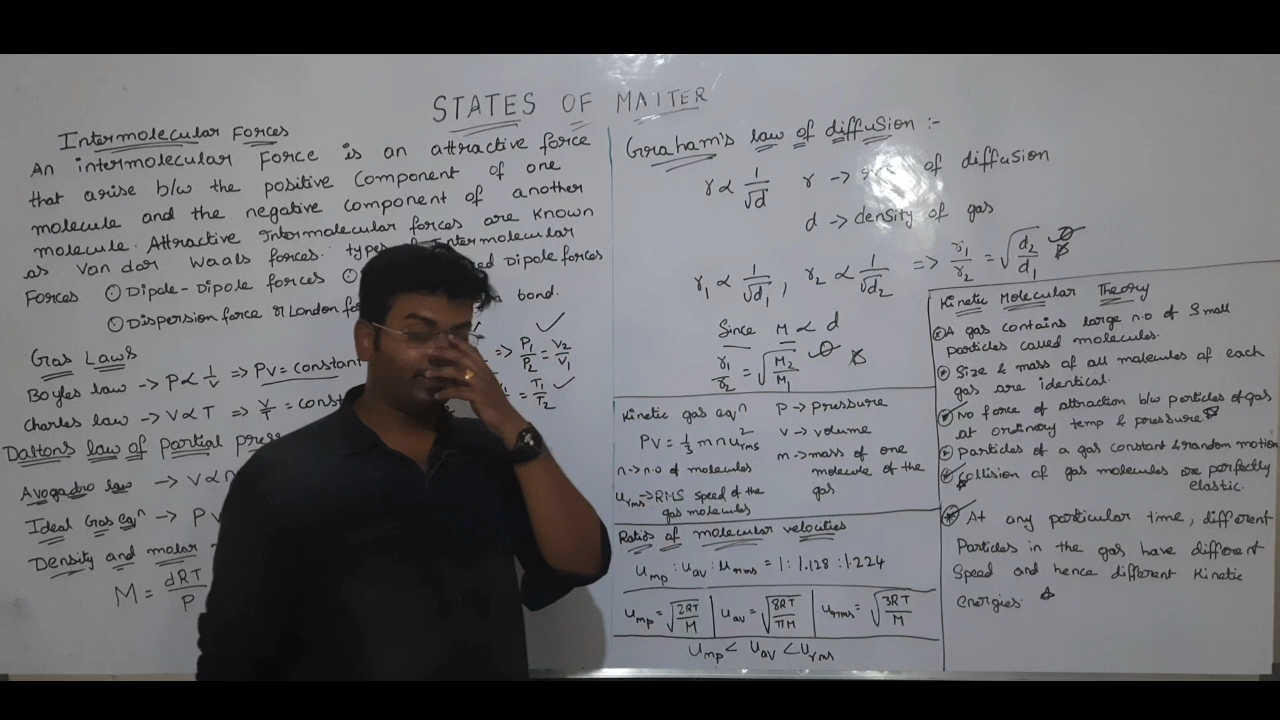 STATES OF MATTER
Intermolecular Forces
An intermolecular Force is an attractive force
that arise b/w the positive component of one
molecule and the negative component of another
molecule. Attractive Intermolecular forces are known
as Van dar Waals forces. types Intermolecular
Forces ⊙ Dipole-Dipole forces ⊙ ed Dipole forces
⊙ Dispersion force or London fo bond.
Gas Laws
Boyles law → P ∝ 1/V ⇒ PV = constant ⇒ P₁/P₂ = V₂/V₁ ✓
Charles law → V ∝ T ⇒ V/T = const = T₁/T₂ ✓
Daltons law of partial press
Avogadro law → V ∝ n
Ideal Gas eqⁿ → PV
Density and molar
M = dRT/P
Graham's law of diffusion :-
r ∝ 1/√d r → of diffusion
d → density of gas
r₁ ∝ 1/√d₁, r₂ ∝ 1/√d₂ ⇒ r₁/r₂ = √(d₂/d₁)
Since M ∝ d
r₁/r₂ = √(M₂/M₁)
Kinetic gas eqⁿ P → pressure
PV = 1/3 mnu²rms V → volume
n → n.o of molecules m → mass of one molecule of the gas
urms → RMS speed of the gas molecules
Ratios of molecular velocities
ump : uav : urms = 1 : 1.128 : 1.224
ump = √(2RT/M) | uav = √(8RT/πM) | urms = √(3RT/M)
ump < uav < urms
Kinetic Molecular Theory
⊛ A gas contains large n.o of Small
particles called molecules.
⊛ Size & mass of all molecules of each
gas are identical.
⊛ No force of attraction b/w particles of gas
at ordinary temp & pressure
⊛ particles of a gas constant & random motion
⊛ Collision of gas molecules are perfectly
elastic.
⊛ At any particular time, different
Particles in the gas have different
Speed and hence different Kinetic
energies.